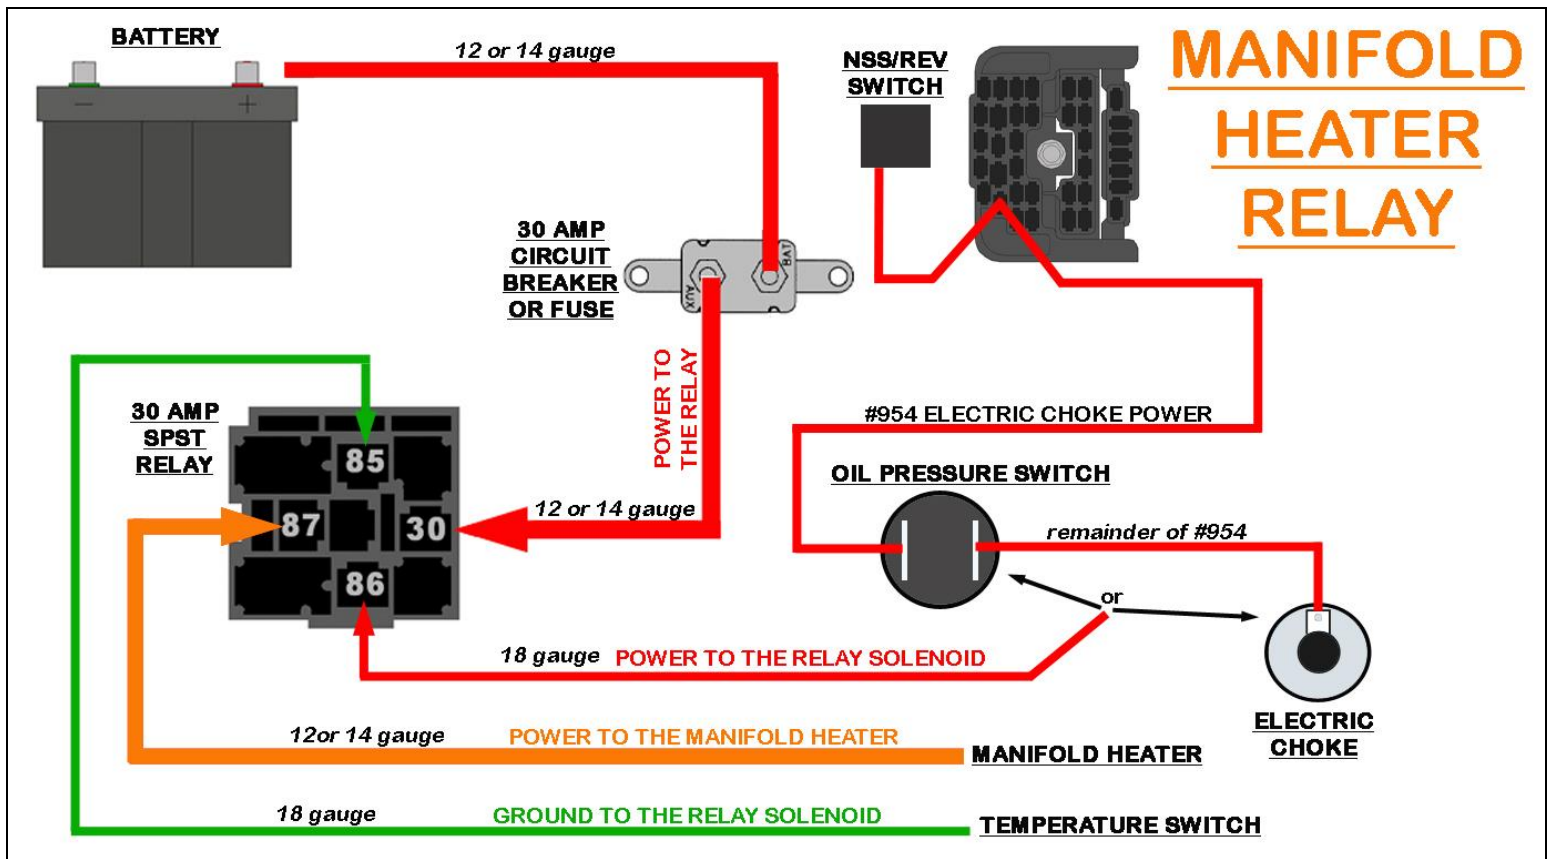 BATTERY
12 or 14 gauge
NSS/REV
SWITCH
MANIFOLD
HEATER
RELAY
-
+
30 AMP
CIRCUIT
BREAKER
OR FUSE
BAT
AUX
POWER TO
THE RELAY
30 AMP
SPST
RELAY
#954 ELECTRIC CHOKE POWER
OIL PRESSURE SWITCH
85
87
30
86
12 or 14 gauge
remainder of #954
or
18 gauge POWER TO THE RELAY SOLENOID
ELECTRIC
CHOKE
12or 14 gauge POWER TO THE MANIFOLD HEATER
MANIFOLD HEATER
18 gauge GROUND TO THE RELAY SOLENOID
TEMPERATURE SWITCH